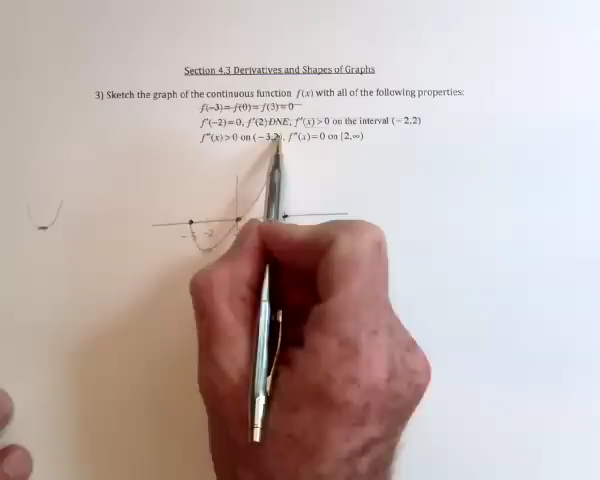 Section 4.3 Derivatives and Shapes of Graphs
3) Sketch the graph of the continuous function f(x) with all of the following properties:
f(−3)=f(0)=f(3)=0
f'(−2)=0, f'(2)DNE, f'(x)>0 on the interval (−2,2)
f''(x)>0 on (−3,2), f''(x)=0 on [2,∞)
-3 -2